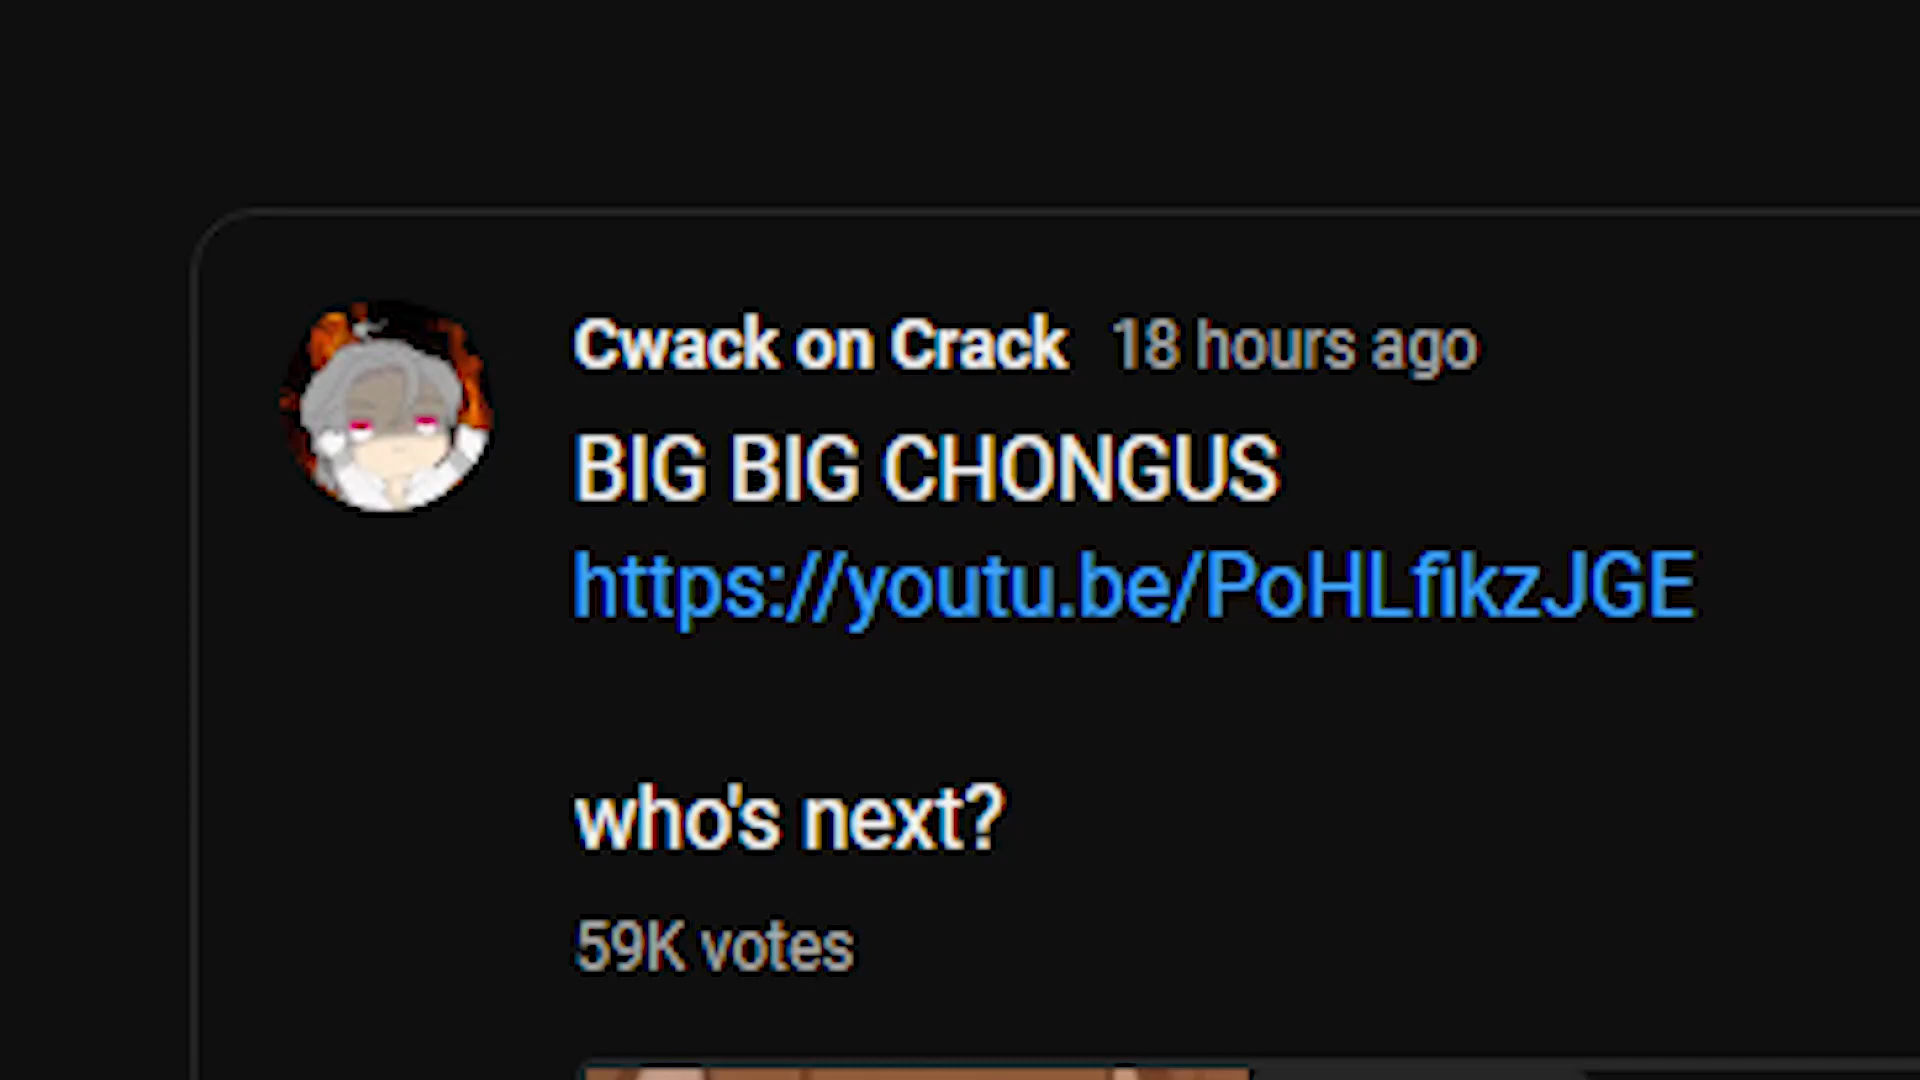 Cwack on Crack 18 hours ago
BIG BIG CHONGUS
https://youtu.be/PoHLfikzJGE
who's next?
59K votes